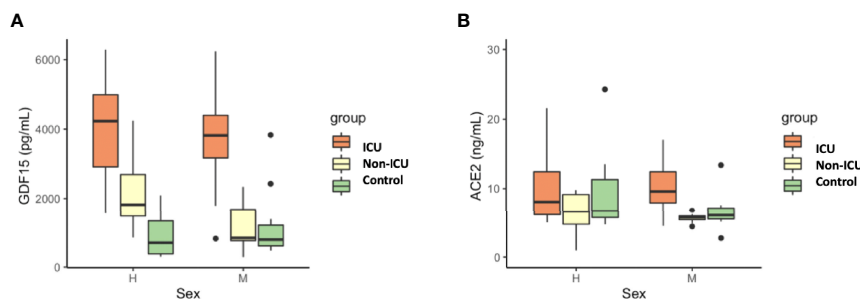 A
GDF15 (pg/mL)
6000
4000
2000
0
H
M
Sex
group
ICU
Non-ICU
Control
B
ACE2 (ng/mL)
30
20
10
0
H
M
Sex
group
ICU
Non-ICU
Control